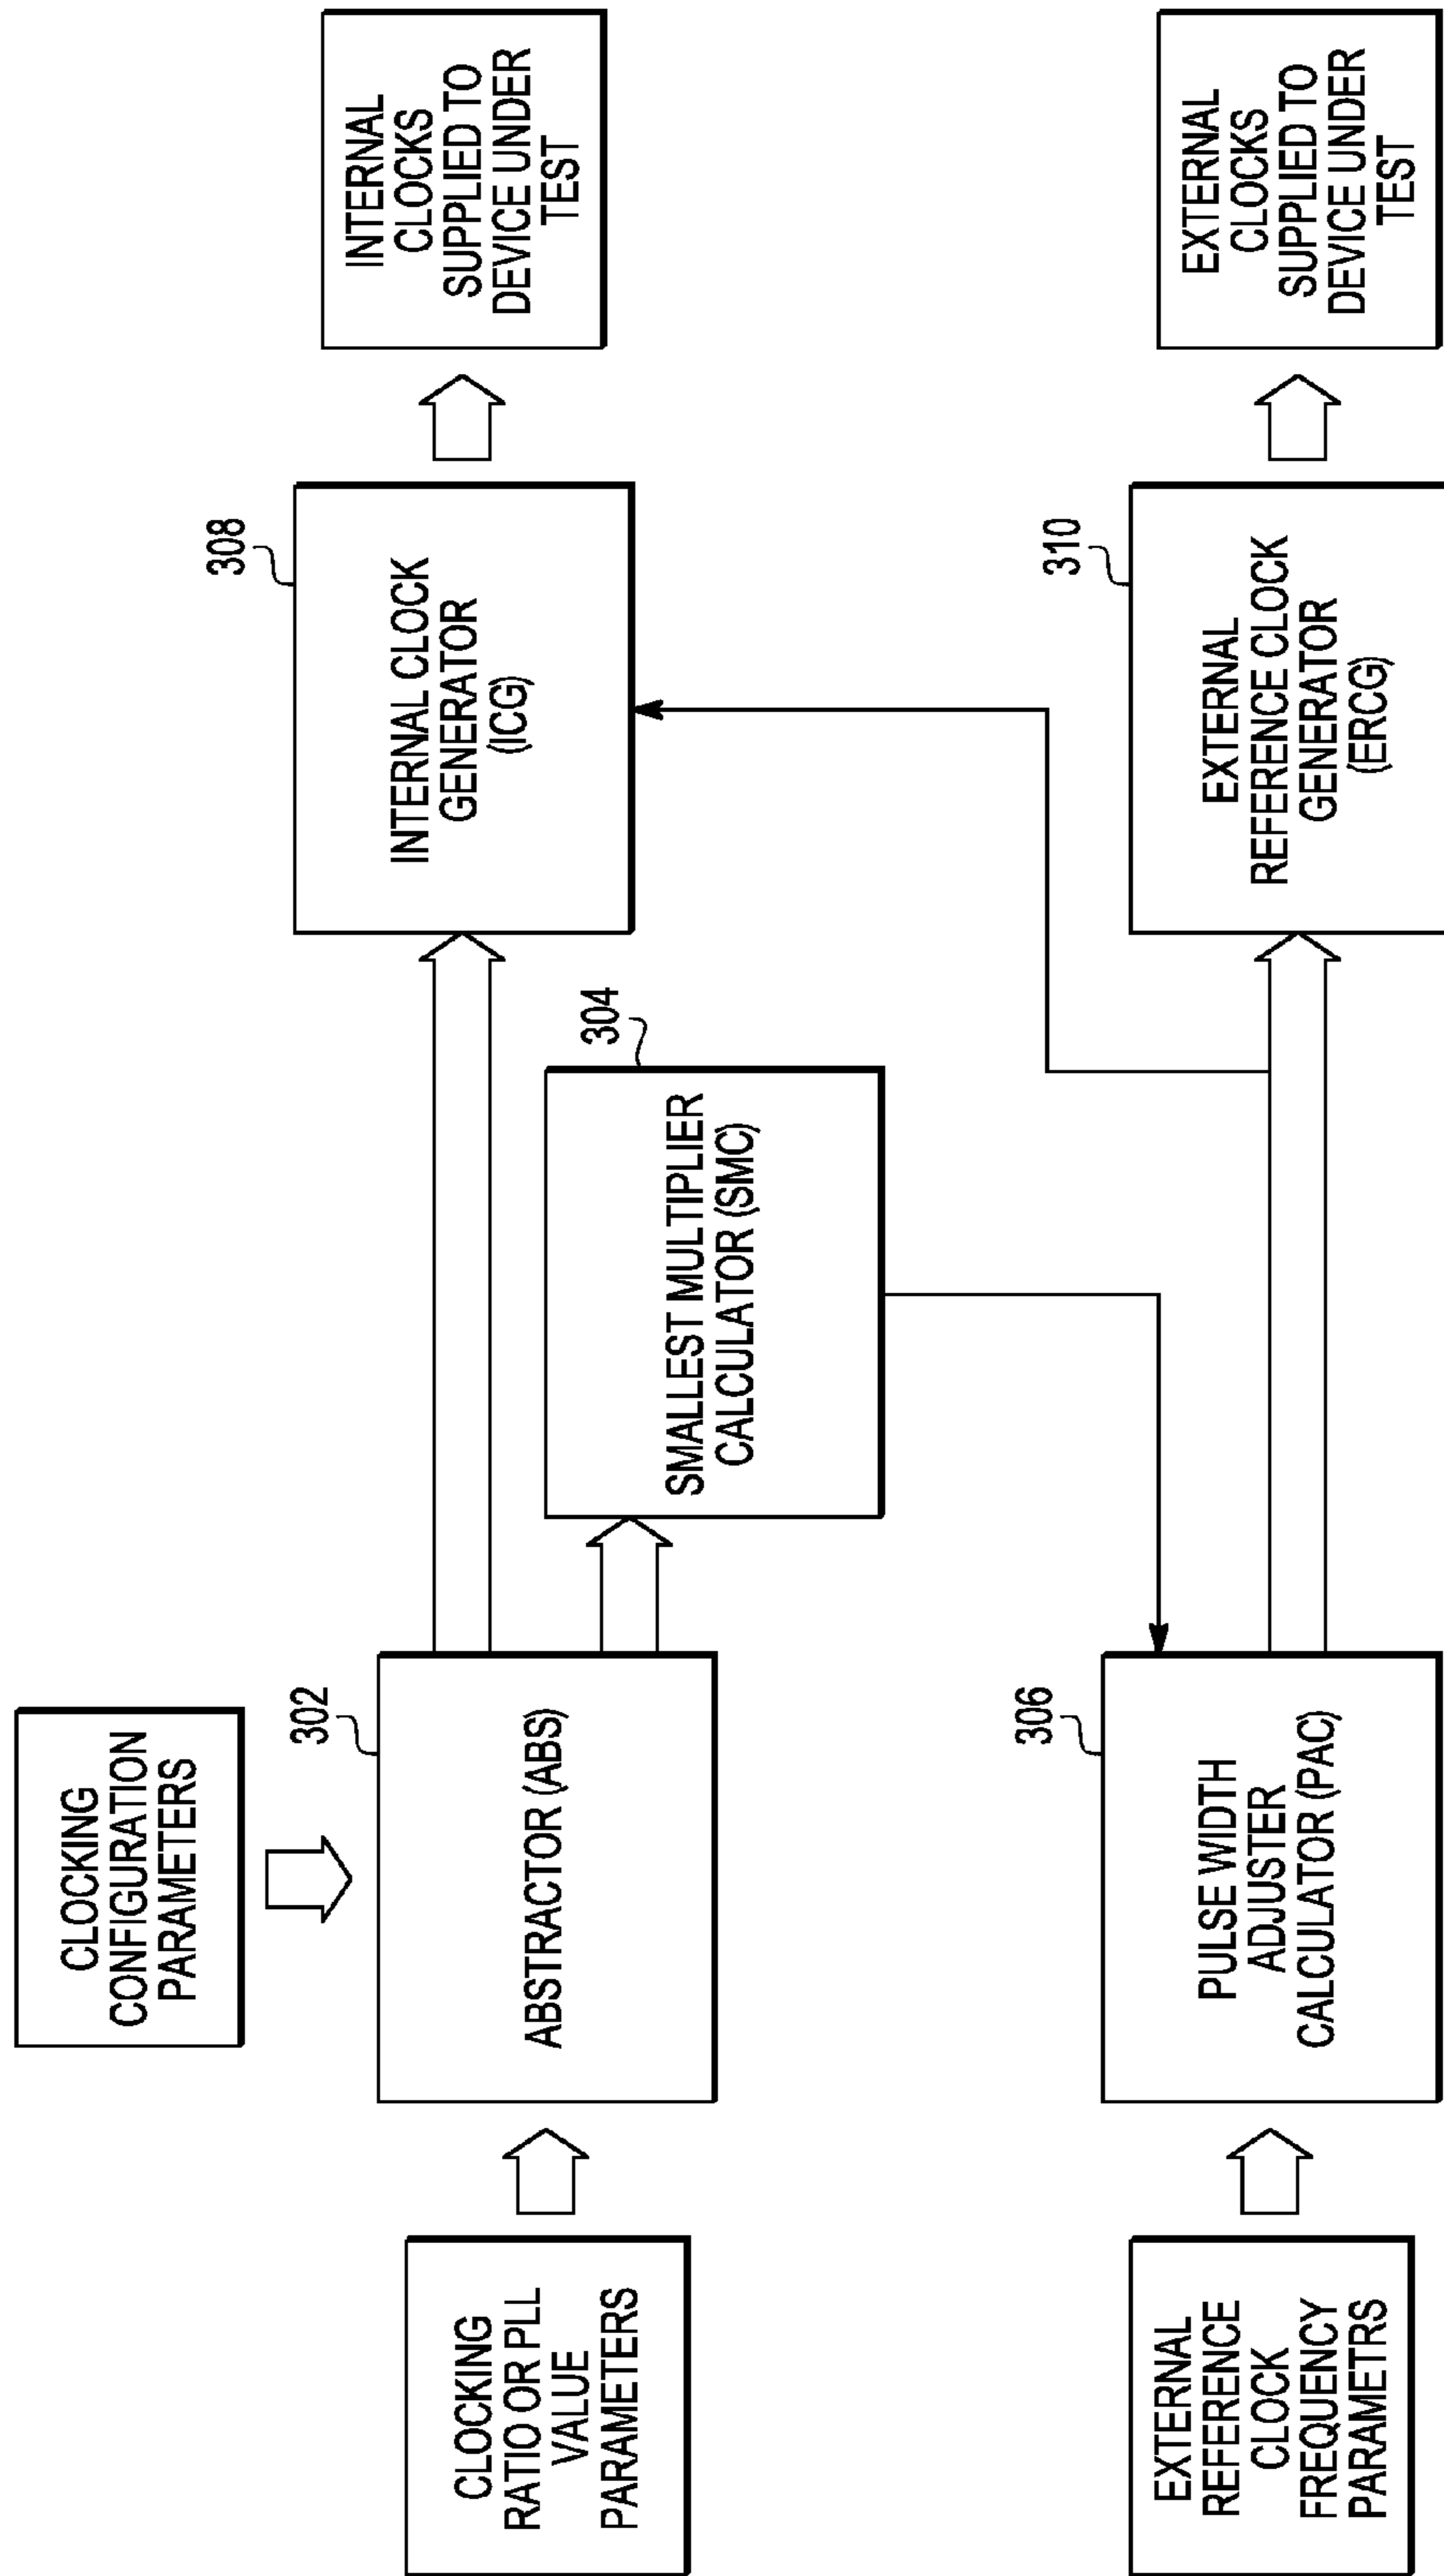 CLOCKING
CONFIGURATION
PARAMETERS
302
ABSTRACTOR (ABS)
CLOCKING
RATIO OR PLL
VALUE
PARAMETERS
304
SMALLEST MULTIPLIER
CALCULATOR (SMC)
308
INTERNAL CLOCK
GENERATOR
(ICG)
INTERNAL
CLOCKS
SUPPLIED TO
DEVICE UNDER
TEST
EXTERNAL
REFERENCE
CLOCK
FREQUENCY
PARAMETRS
306
PULSE WIDTH
ADJUSTER
CALCULATOR (PAC)
310
EXTERNAL
REFERENCE CLOCK
GENERATOR
(ERCG)
EXTERNAL
CLOCKS
SUPPLIED TO
DEVICE UNDER
TEST